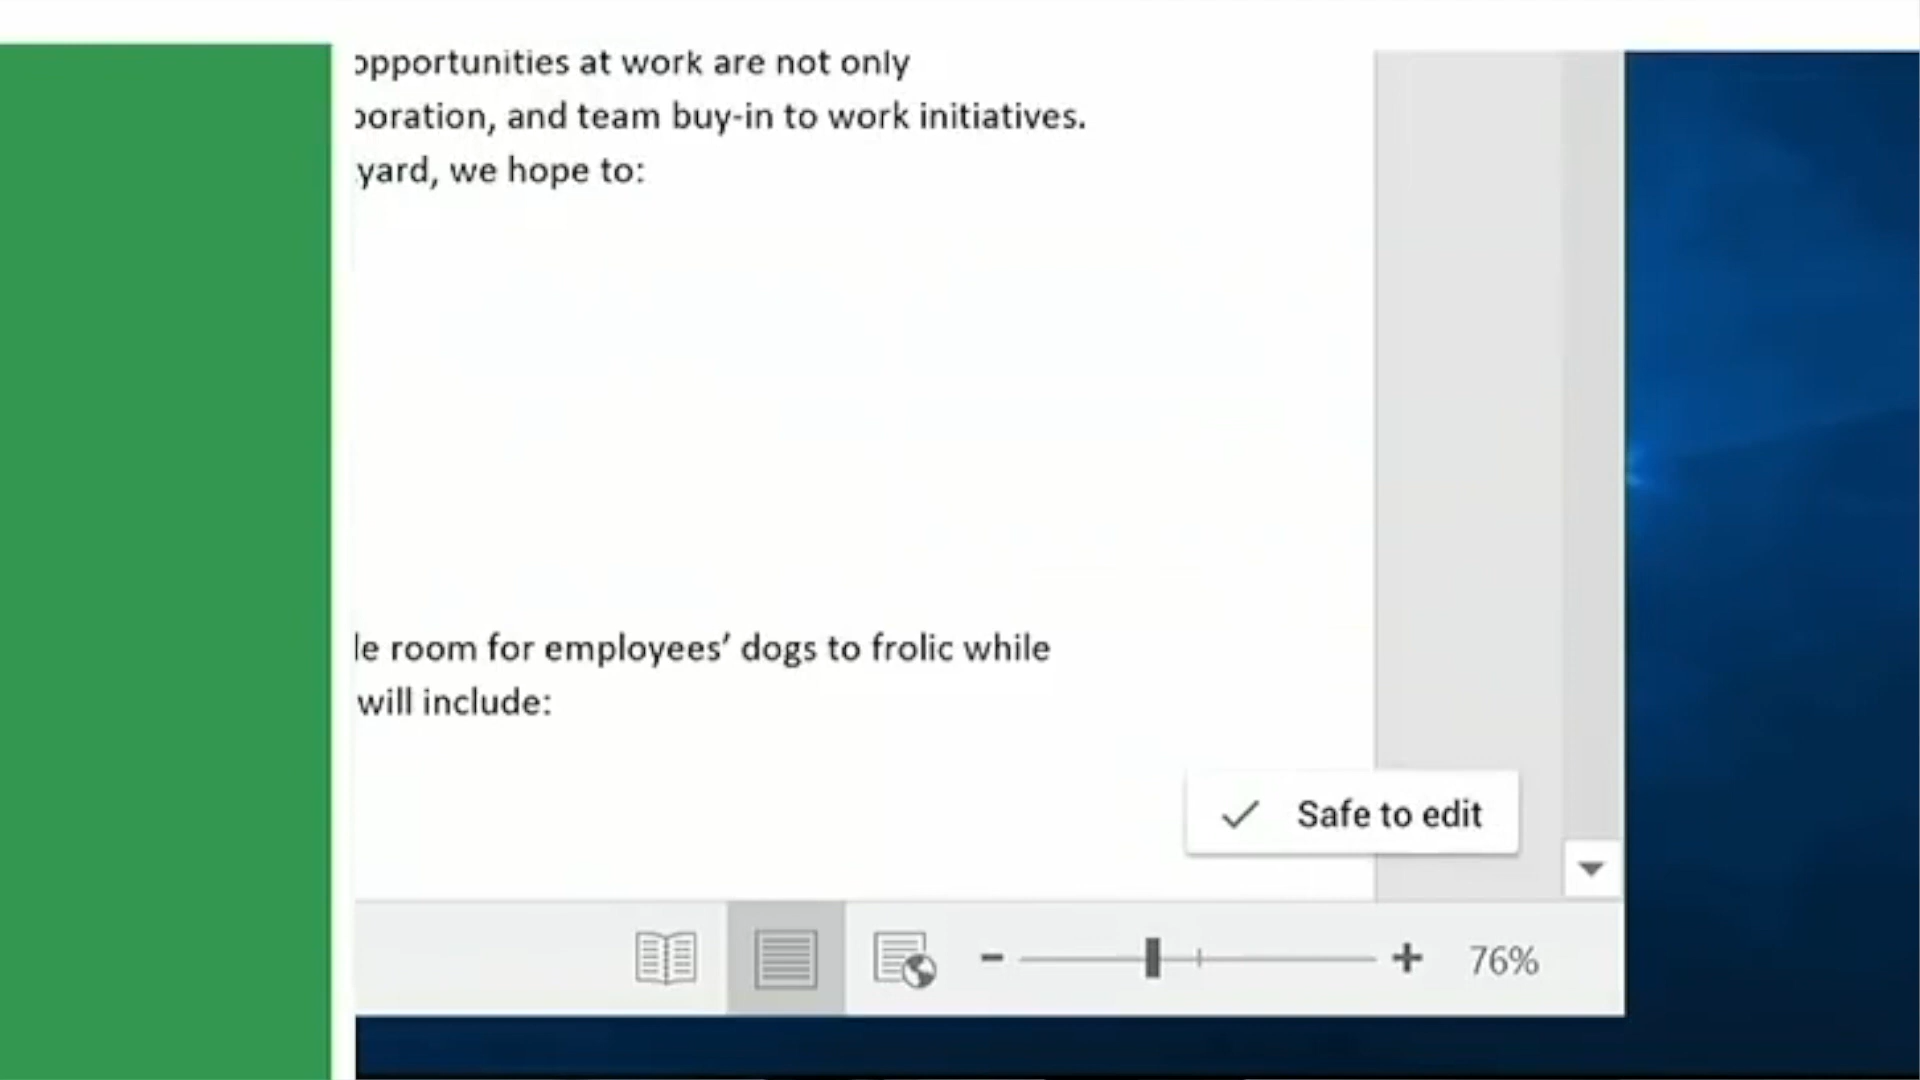 opportunities at work are not only
boration, and team buy-in to work initiatives.
yard, we hope to:
le room for employees’ dogs to frolic while
will include:
Safe to edit
76%